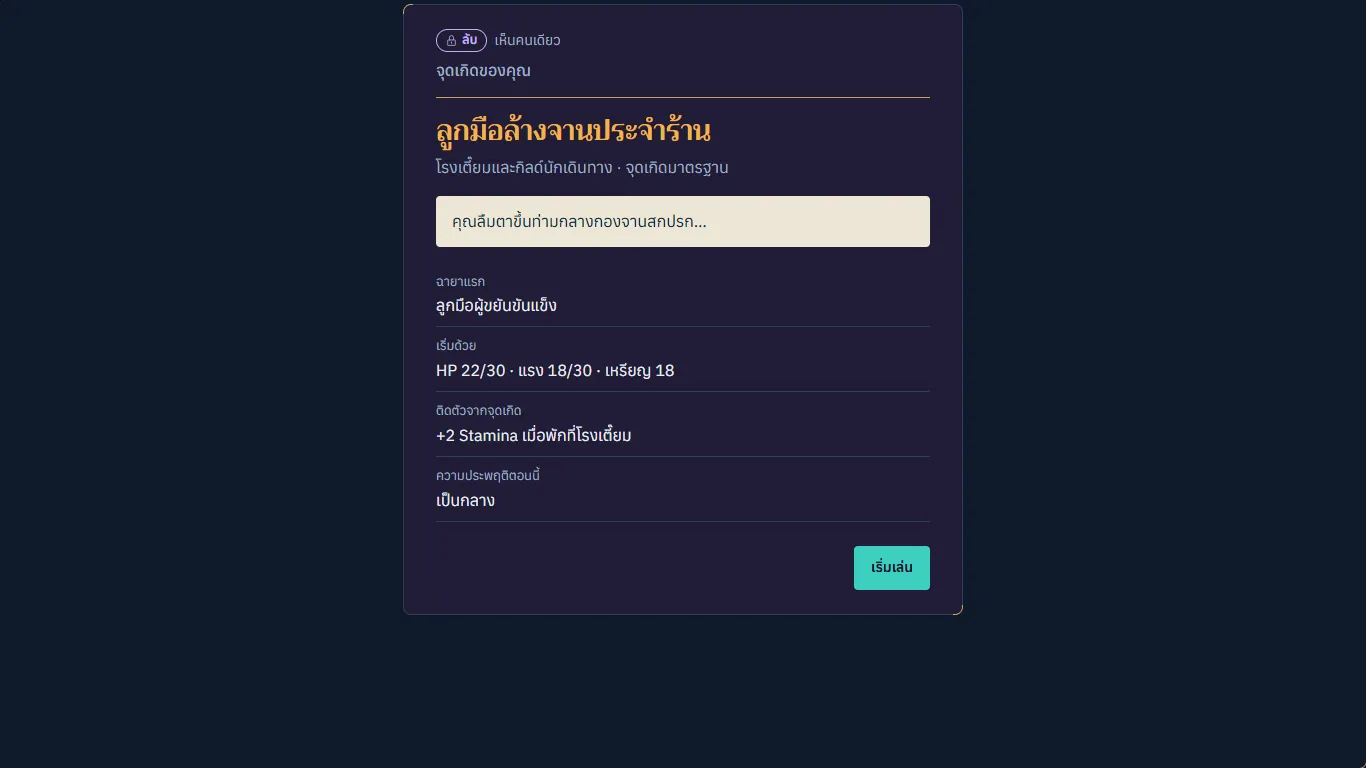 ลับ เห็นคนเดียว
จุดเกิดของคุณ
ลูกมือล้างจานประจำร้าน
โรงเตี๊ยมและกิลด์นักเดินทาง · จุดเกิดมาตรฐาน
คุณลืมตาขึ้นท่ามกลางกองจานสกปรก...
ฉายาแรก
ลูกมือผู้ขยันขันแข็ง
เริ่มด้วย
HP 22/30 · แรง 18/30 · เหรียญ 18
ติดตัวจากจุดเกิด
+2 Stamina เมื่อพักที่โรงเตี๊ยม
ความประพฤติตอนนี้
เป็นกลาง
เริ่มเล่น